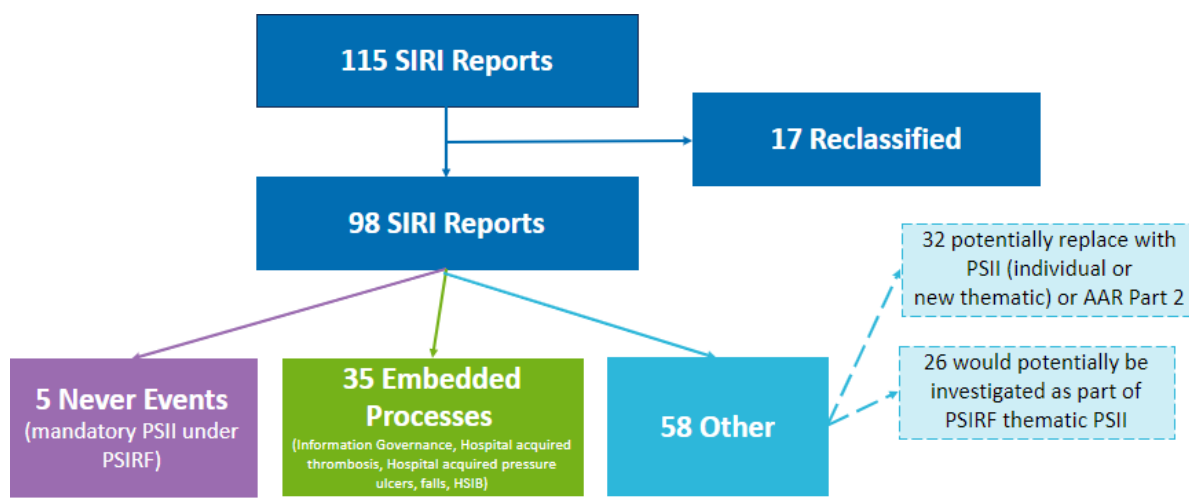 115 SIRI Reports
17 Reclassified
98 SIRI Reports
32 potentially replace with
PSII (individual or
new thematic) or AAR Part 2
26 would potentially be
investigated as part of
PSIRF thematic PSII
5 Never Events
(mandatory PSII under
PSIRF)
35 Embedded
Processes
(Information Governance, Hospital acquired
thrombosis, Hospital acquired pressure
ulcers, falls, HSIB)
58 Other